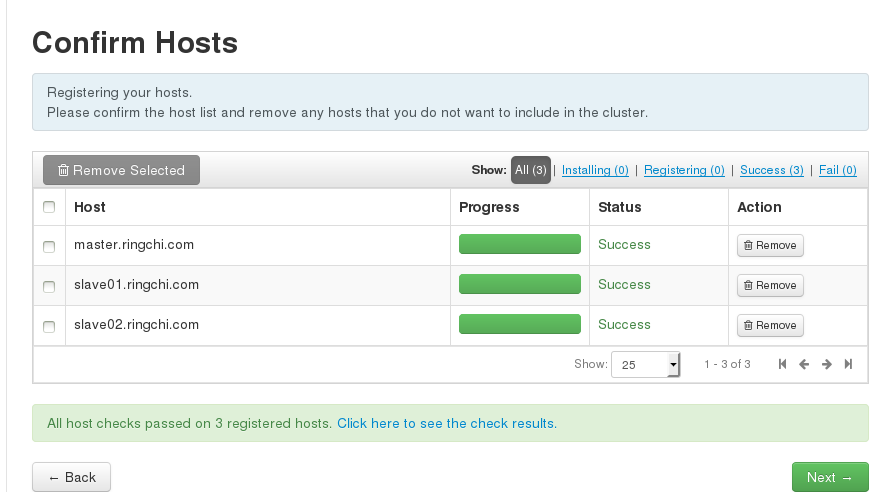 Confirm Hosts
Registering your hosts.
Please confirm the host list and remove any hosts that you do not want to include in the cluster.
Remove Selected Show: All (3) | Installing (0) | Registering (0) | Success (3) | Fail (0)
Host Progress Status Action
master.ringchi.com Success Remove
slave01.ringchi.com Success Remove
slave02.ringchi.com Success Remove
Show: 25 1 - 3 of 3
All host checks passed on 3 registered hosts. Click here to see the check results.
← Back Next →